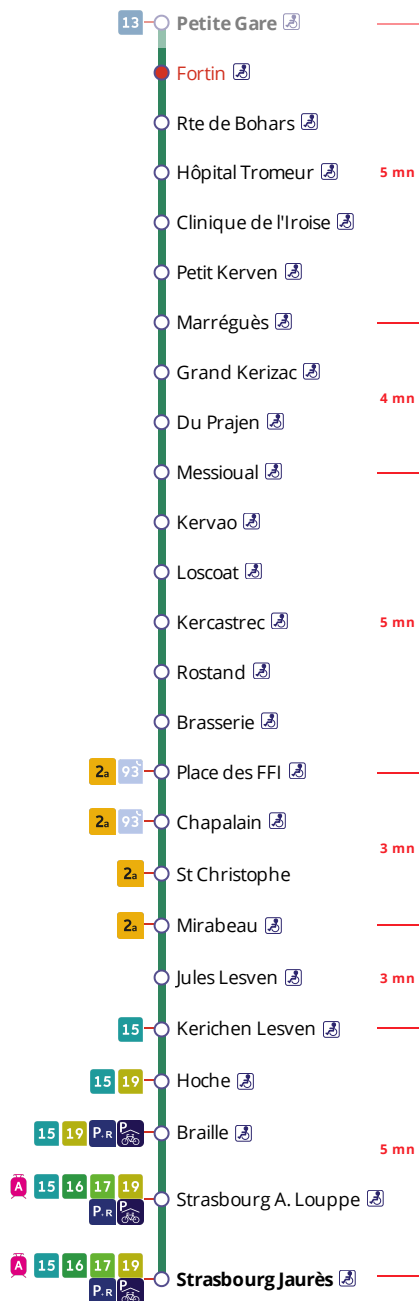 13 Petite Gare
Fortin
Rte de Bohars
Hôpital Tromeur 5 mn
Clinique de l'Iroise
Petit Kerven
Marréguès
Grand Kerizac
4 mn
Du Prajen
Messioual
Kervao
Loscoat
Kercastrec 5 mn
Rostand
Brasserie
2a 93 Place des FFI
2a 93 Chapalain
3 mn
2a St Christophe
2a Mirabeau
Jules Lesven 3 mn
15 Kerichen Lesven
15 19 Hoche
15 19 P+R P Braille
5 mn
A 15 16 17 19
P+R P Strasbourg A. Louppe
A 15 16 17 19
P+R P Strasbourg Jaurès